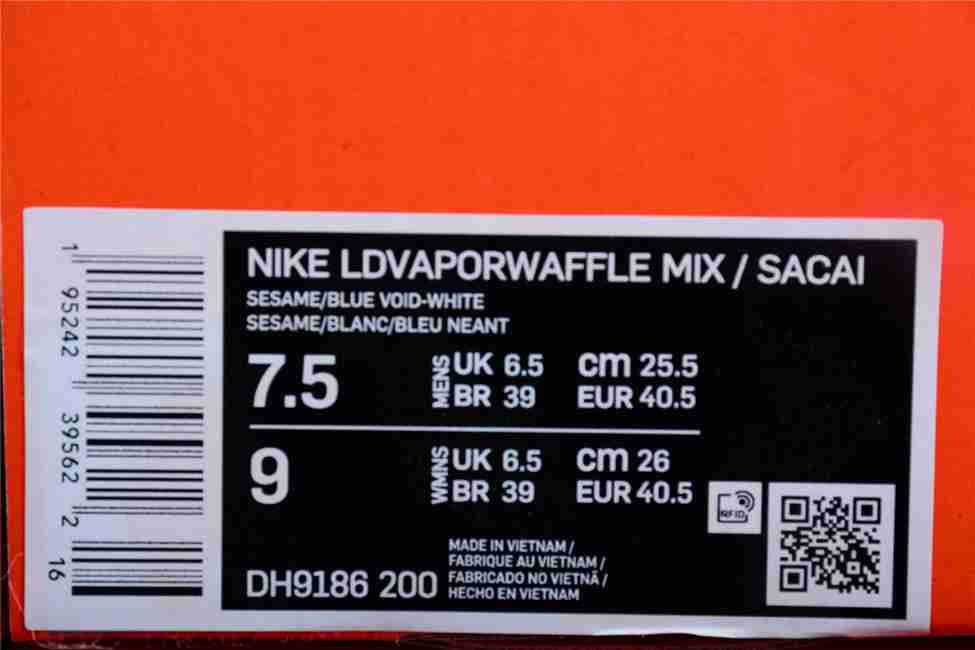 NIKE LDVAPORWAFFLE MIX / SACAI
SESAME/BLUE VOID-WHITE
SESAME/BLANC/BLEU NEANT
7.5
MENS
UK 6.5 cm 25.5
BR 39 EUR 40.5
9
WMNS
UK 6.5 cm 26
BR 39 EUR 40.5
RFID
DH9186 200
MADE IN VIETNAM /
FABRIQUE AU VIETNAM /
FABRICADO NO VIETNÃ /
HECHO EN VIETNAM
1 95242 39562 2 16